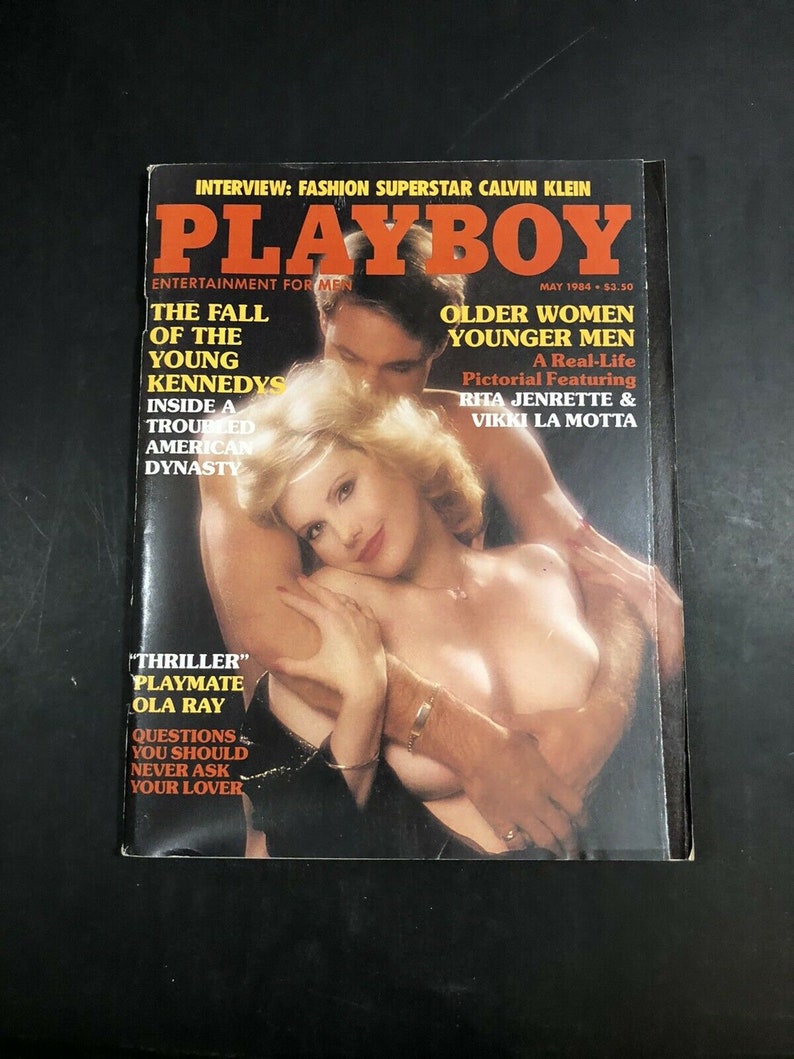 INTERVIEW: FASHION SUPERSTAR CALVIN KLEIN
PLAYBOY
ENTERTAINMENT FOR MEN
MAY 1984 • $3.50
THE FALL
OF THE
YOUNG
KENNEDYS
INSIDE A
TROUBLED
AMERICAN
DYNASTY
OLDER WOMEN
YOUNGER MEN
A Real-Life
Pictorial Featuring
RITA JENRETTE &
VIKKI LA MOTTA
"THRILLER"
PLAYMATE
OLA RAY
QUESTIONS
YOU SHOULD
NEVER ASK
YOUR LOVER